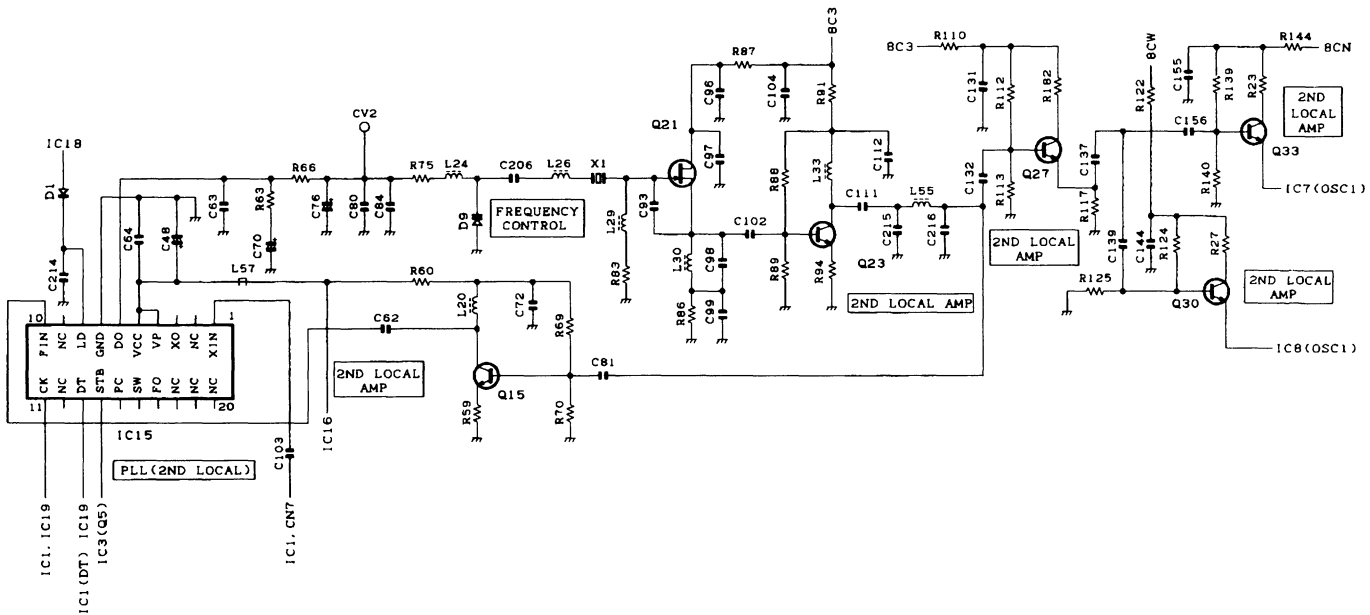 8C3
R110
R144
8CN
R87
8CW
C155
R139
R23
C96
C104
R91
C131
R112
R182
R122
2ND
LOCAL
AMP
CV2
Q21
C156
Q33
IC18
R66
R75
L24
C206
L26
X1
C97
C112
C132
Q27
C137
D1
C63
R63
C76
C80
C84
D9
FREQUENCY
CONTROL
C93
R88
L33
C111
L55
R113
R117
R140
IC7(OSC1)
C64
C48
C70
L29
C102
C215
C216
2ND LOCAL
AMP
C139
C144
R124
R27
C214
L57
R60
R83
L30
C98
R89
R94
Q23
2ND LOCAL AMP
R125
Q30
2ND LOCAL
AMP
L20
C72
R86
C99
10
1
C62
R69
FIN
NC
LD
GND
DO
VCC
VP
XO
NC
XIN
CK
NC
DT
STB
PC
SW
FO
NC
NC
NC
2ND LOCAL
AMP
Q15
C81
IC8(OSC1)
11
20
R59
R70
IC15
IC16
C103
PLL(2ND LOCAL)
IC1, IC19
IC1(DT) IC19
IC3(Q5)
IC1, CN7